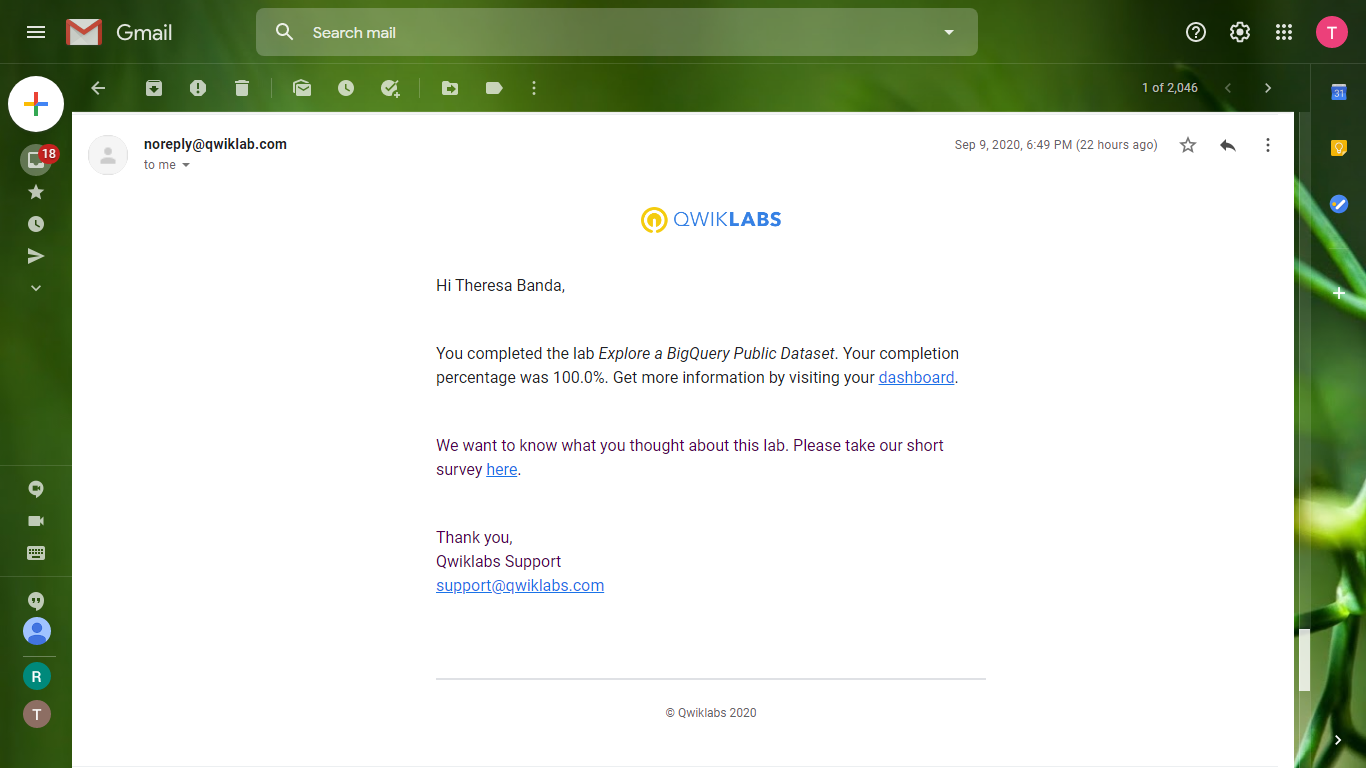 Gmail
Search mail
1 of 2,046
31
18
noreply@qwiklab.com
Sep 9, 2020, 6:49 PM (22 hours ago)
to me
QWIKLABS
Hi Theresa Banda,
You completed the lab Explore a BigQuery Public Dataset. Your completion
percentage was 100.0%. Get more information by visiting your dashboard.
We want to know what you thought about this lab. Please take our short
survey here.
Thank you,
Qwiklabs Support
support@qwiklabs.com
© Qwiklabs 2020
T
R
T